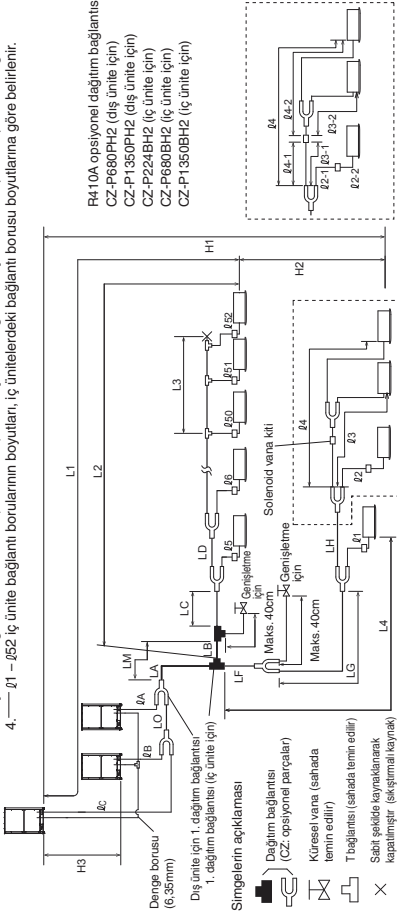 4. ℓ1 – ℓ52 iç ünite bağlantı borularının boyutları, iç ünitelerdeki bağlantı borusu boyutlarına göre belirlenir.
R410A opsiyonel dağıtım bağlantıs
CZ-P680PH2 (dış ünite için)
CZ-P1350PH2 (dış ünite için)
CZ-P224BH2 (iç ünite için)
CZ-P680BH2 (iç ünite için)
CZ-P1350BH2 (iç ünite için)
L1
L2
H1
H2
H3
L3
LM
LA
ℓA
LO
ℓB
ℓC
LB
LC
LD
ℓ5
ℓ6
ℓ50
ℓ51
ℓ52
Genişletme
için
Maks. 40cm
LF
Genişletme
için
Maks. 40cm
LG
LH
L4
ℓ1
ℓ2
ℓ3
ℓ4
Solenoid vana kiti
ℓ4
ℓ4-1
ℓ4-2
ℓ3-1
ℓ3-2
ℓ2-1
ℓ2-2
Denge borusu
(6,35mm)
Dış ünite için 1. dağıtım bağlantısı
1. dağıtım bağlantısı (iç ünite için)
Simgelerin açıklaması
Dağıtım bağlantısı
(CZ: opsiyonel parçalar)
Küresel vana (sahada
temin edilir)
T bağlantısı (sahada temin edilir)
Sabit şekilde kaynaklanarak
kapatılmıştır (sıkıştırmalı kaynak)